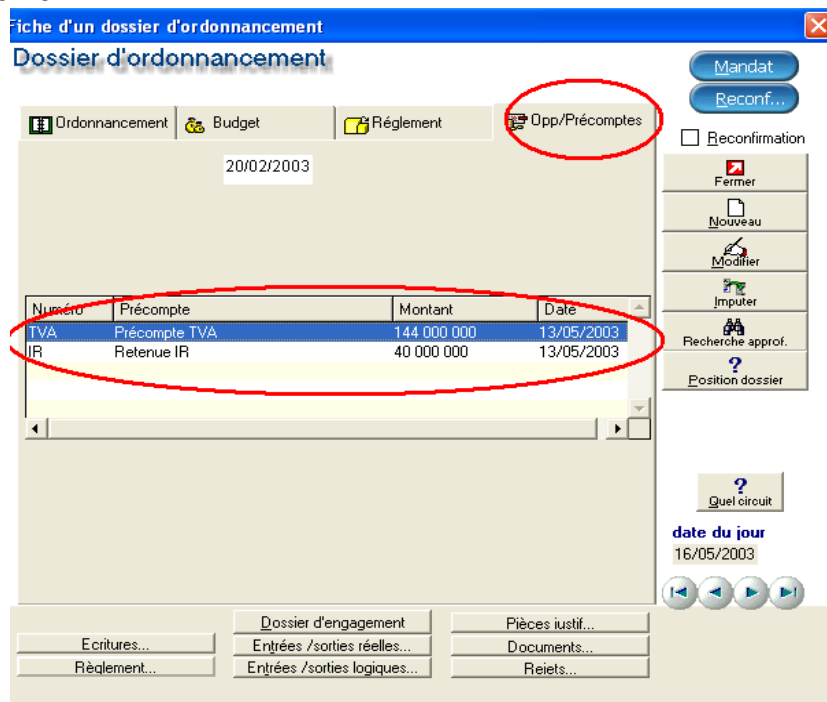 Fiche d'un dossier d'ordonnancement
Dossier d'ordonnancement
Mandat
Reconf...
Ordonnancement Budget Réglement Opp/Précomptes
Reconfirmation
20/02/2003
Fermer
Nouveau
Modifier
Imputer
Recherche approf.
Position dossier
Numéro Précompte Montant Date
TVA Précompte TVA 144 000 000 13/05/2003
IR Retenue IR 40 000 000 13/05/2003
Quel circuit
date du jour
16/05/2003
Dossier d'engagement Pièces justif...
Ecritures... Entrées /sorties réelles... Documents...
Règlement... Entrées /sorties logiques... Rejets...